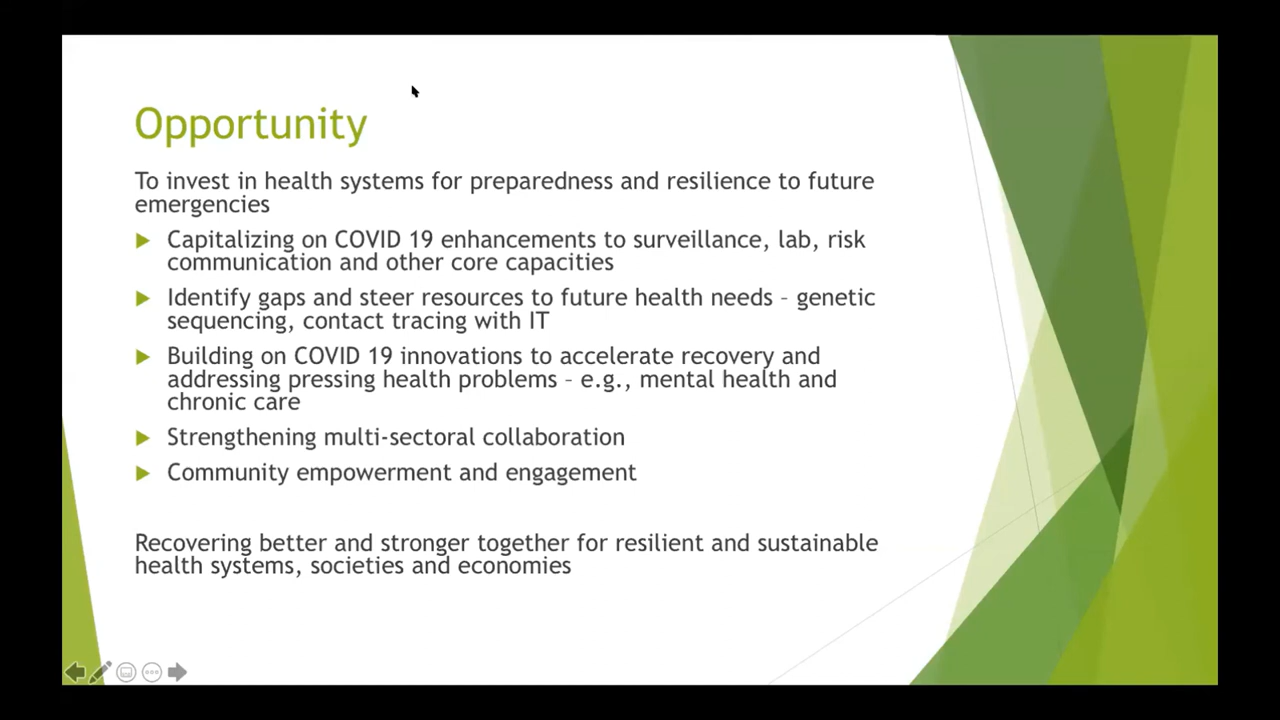 Opportunity
To invest in health systems for preparedness and resilience to future
emergencies
Capitalizing on COVID 19 enhancements to surveillance, lab, risk
communication and other core capacities
Identify gaps and steer resources to future health needs – genetic
sequencing, contact tracing with IT
Building on COVID 19 innovations to accelerate recovery and
addressing pressing health problems – e.g., mental health and
chronic care
Strengthening multi-sectoral collaboration
Community empowerment and engagement
Recovering better and stronger together for resilient and sustainable
health systems, societies and economies